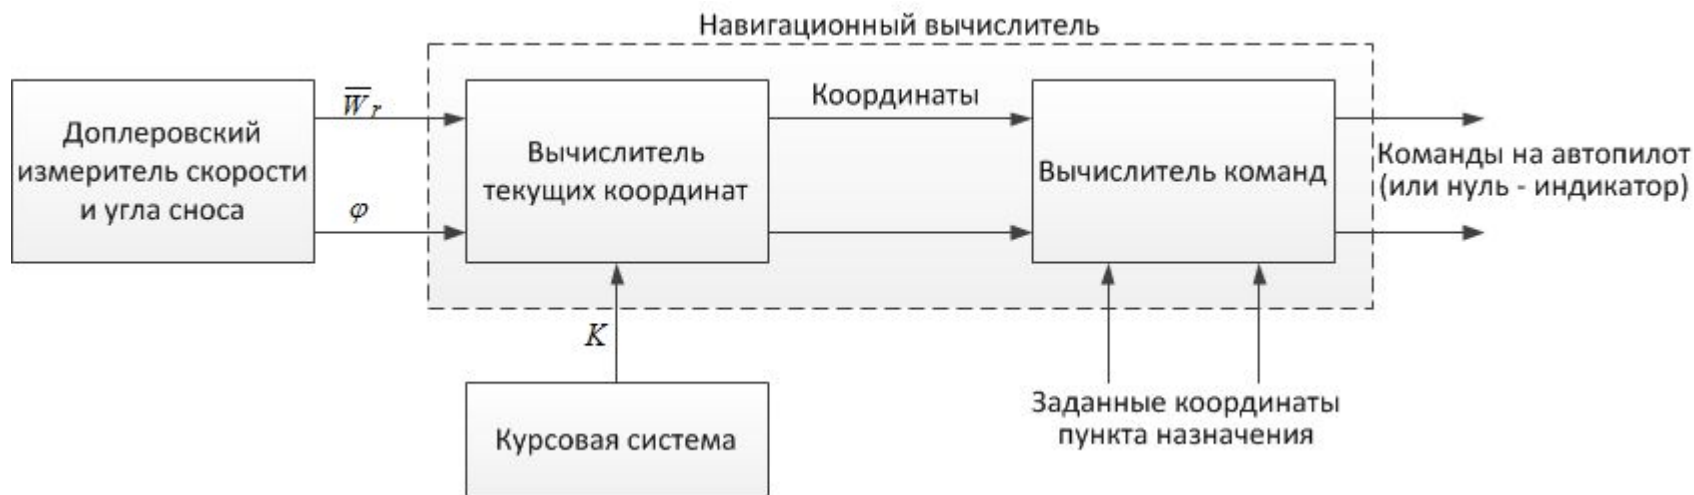 Навигационный вычислитель
Доплеровский
измеритель скорости
и угла сноса
W̅r
φ
Вычислитель
текущих координат
Координаты
Вычислитель команд
Команды на автопилот
(или нуль - индикатор)
K
Курсовая система
Заданные координаты
пункта назначения